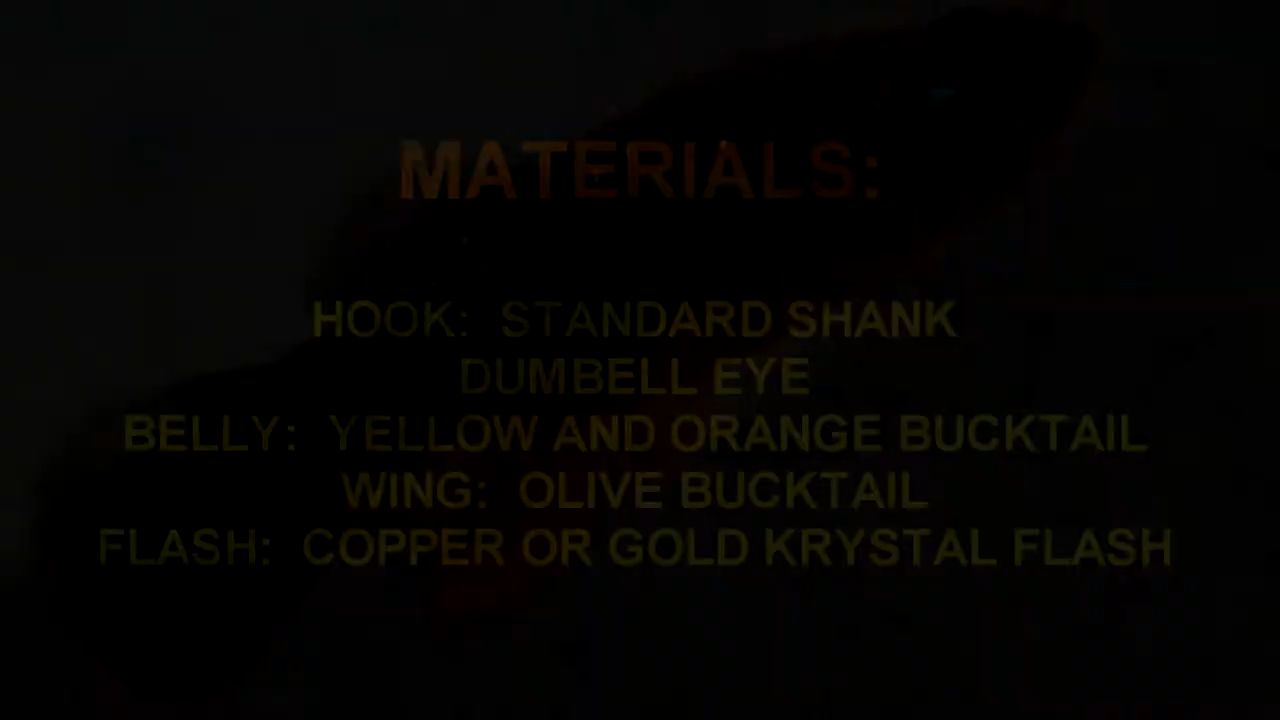 MATERIALS:
HOOK: STANDARD SHANK
DUMBELL EYE
BELLY: YELLOW AND ORANGE BUCKTAIL
WING: OLIVE BUCKTAIL
FLASH: COPPER OR GOLD KRYSTAL FLASH